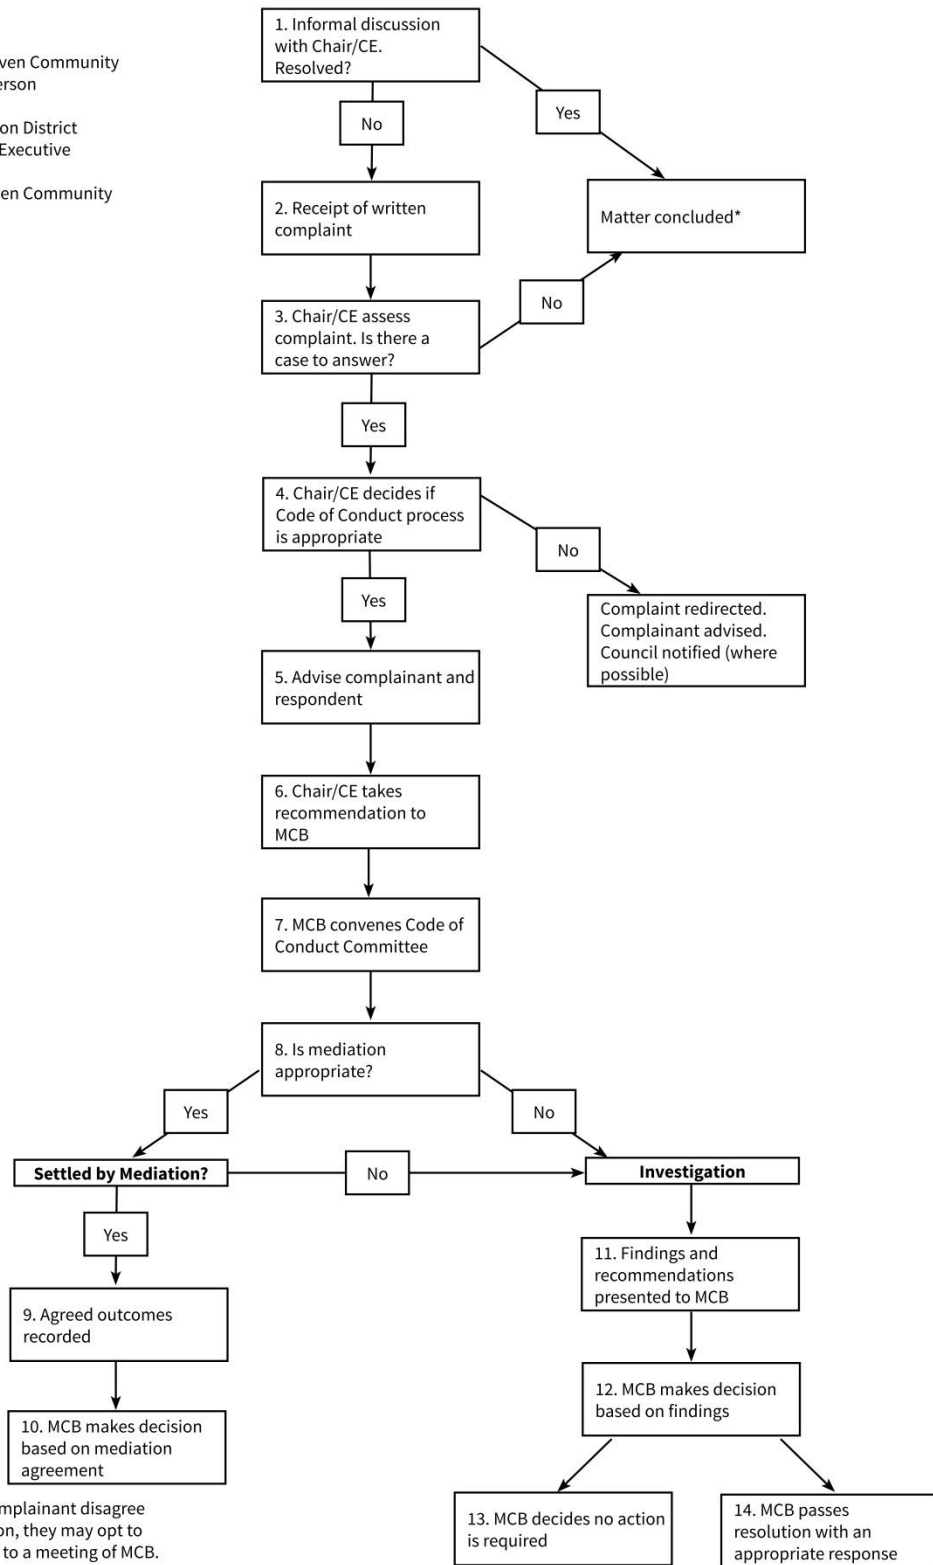 ven Community
erson
on District
Executive
en Community
1. Informal discussion
with Chair/CE.
Resolved?
No
Yes
2. Receipt of written
complaint
Matter concluded*
3. Chair/CE assess
complaint. Is there a
case to answer?
No
Yes
4. Chair/CE decides if
Code of Conduct process
is appropriate
No
Yes
Complaint redirected.
Complainant advised.
Council notified (where
possible)
5. Advise complainant and
respondent
6. Chair/CE takes
recommendation to
MCB
7. MCB convenes Code of
Conduct Committee
8. Is mediation
appropriate?
Yes
No
Settled by Mediation?
No
Investigation
Yes
11. Findings and
recommendations
presented to MCB
9. Agreed outcomes
recorded
12. MCB makes decision
based on findings
10. MCB makes decision
based on mediation
agreement
13. MCB decides no action
is required
14. MCB passes
resolution with an
appropriate response
mplainant disagree
on, they may opt to
to a meeting of MCB.